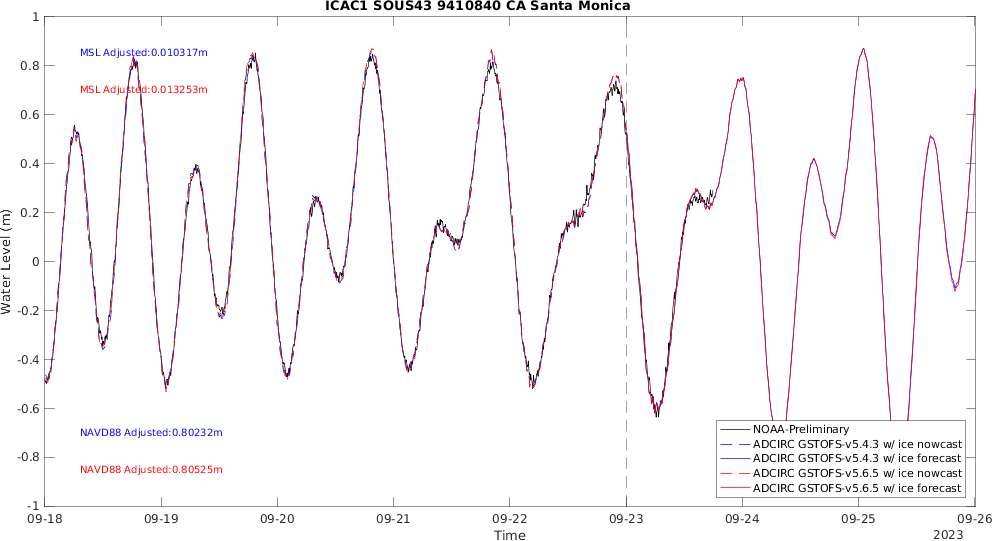 ICAC1 SOUS43 9410840 CA Santa Monica
MSL Adjusted:0.010317m
MSL Adjusted:0.013253m
NAVD88 Adjusted:0.80232m
NAVD88 Adjusted:0.80525m
Water Level (m)
1
0.8
0.6
0.4
0.2
0
-0.2
-0.4
-0.6
-0.8
-1
NOAA-Preliminary
ADCIRC GSTOFS-v5.4.3 w/ ice nowcast
ADCIRC GSTOFS-v5.4.3 w/ ice forecast
ADCIRC GSTOFS-v5.6.5 w/ ice nowcast
ADCIRC GSTOFS-v5.6.5 w/ ice forecast
09-18 09-19 09-20 09-21 09-22 09-23 09-24 09-25 09-26
Time
2023